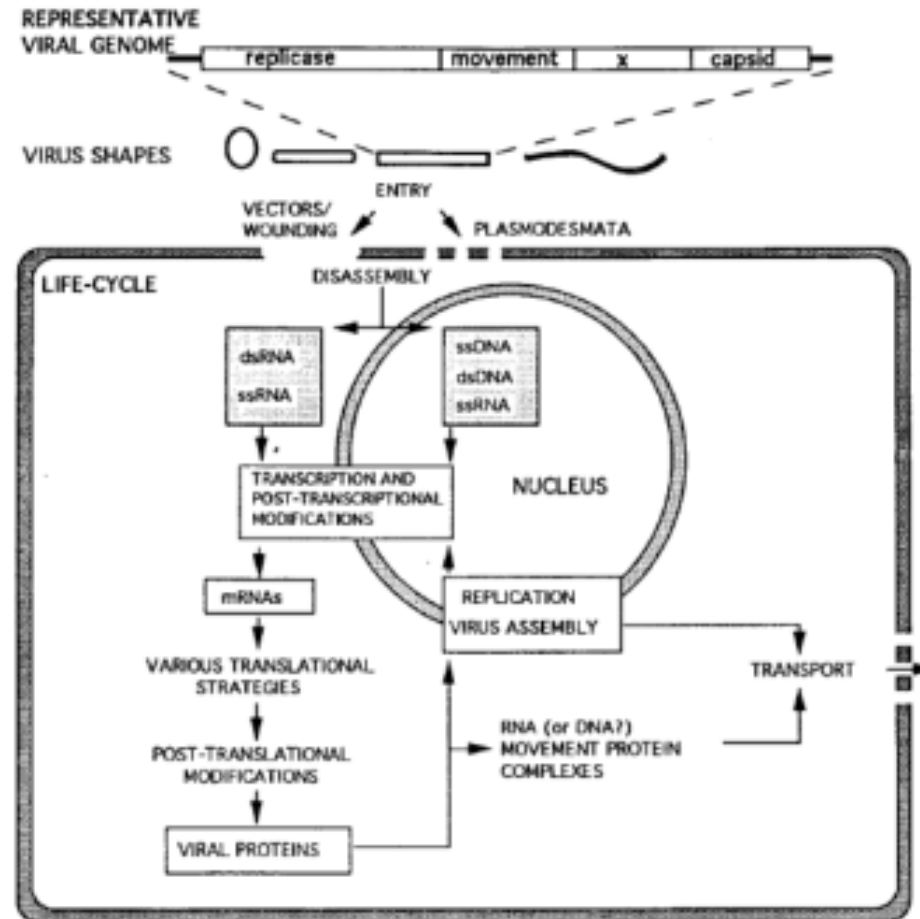 REPRESENTATIVE
VIRAL GENOME
replicase movement x capsid
VIRUS SHAPES
ENTRY
VECTORS/
WOUNDING
PLASMODESMATA
LIFE-CYCLE
DISASSEMBLY
dsRNA
ssRNA
ssDNA
dsDNA
ssRNA
TRANSCRIPTION AND
POST-TRANSCRIPTIONAL
MODIFICATIONS
NUCLEUS
mRNAs
REPLICATION
VIRUS ASSEMBLY
VARIOUS TRANSLATIONAL
STRATEGIES
TRANSPORT
RNA (or DNA?)
MOVEMENT PROTEIN
COMPLEXES
POST-TRANSLATIONAL
MODIFICATIONS
VIRAL PROTEINS